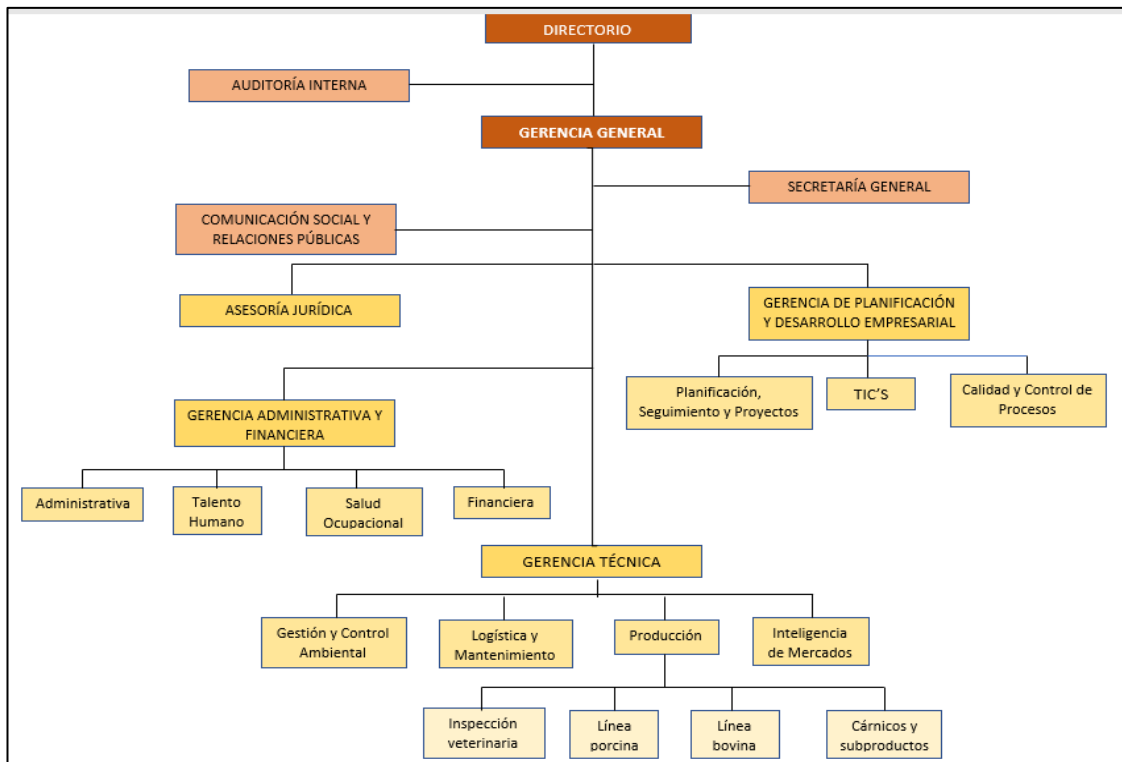 DIRECTORIO
AUDITORÍA INTERNA
GERENCIA GENERAL
SECRETARÍA GENERAL
COMUNICACIÓN SOCIAL Y
RELACIONES PÚBLICAS
ASESORÍA JURÍDICA
GERENCIA DE PLANIFICACIÓN
Y DESARROLLO EMPRESARIAL
Planificación,
Seguimiento y Proyectos
TIC'S
Calidad y Control de
Procesos
GERENCIA ADMINISTRATIVA Y
FINANCIERA
Administrativa
Talento
Humano
Salud
Ocupacional
Financiera
GERENCIA TÉCNICA
Gestión y Control
Ambiental
Logística y
Mantenimiento
Producción
Inteligencia
de Mercados
Inspección
veterinaria
Línea
porcina
Línea
bovina
Cárnicos y
subproductos